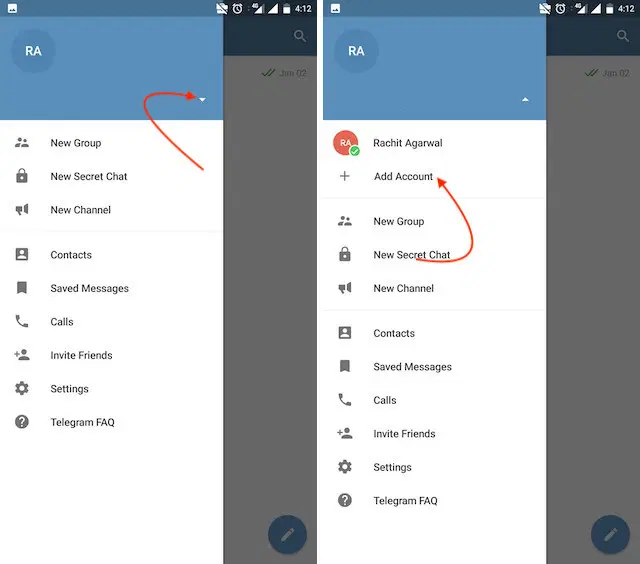 4G
4:12
RA
Jan 02
New Group
New Secret Chat
New Channel
Contacts
Saved Messages
Calls
Invite Friends
Settings
Telegram FAQ
4G
4:12
RA
Jan 02
RA
Rachit Agarwal
Add Account
New Group
New Secret Chat
New Channel
Contacts
Saved Messages
Calls
Invite Friends
Settings
Telegram FAQ